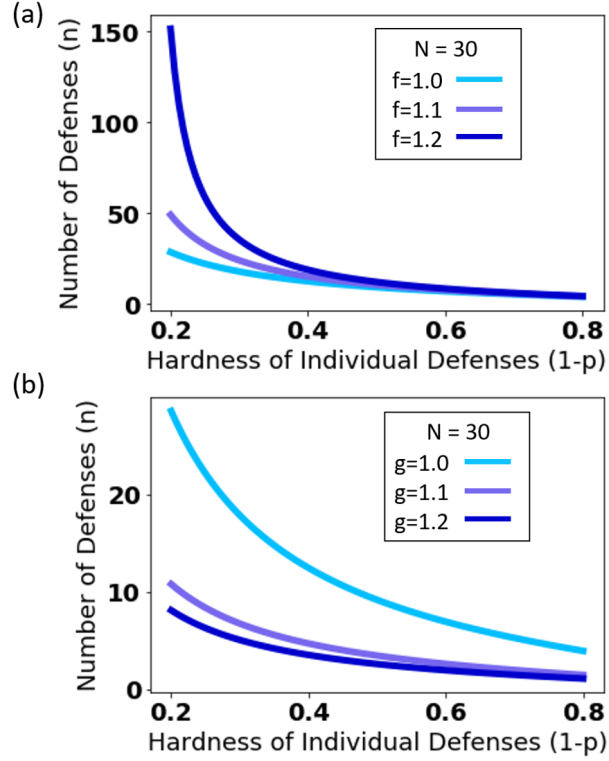 (a)
Number of Defenses (n)
150
100
50
0
N = 30
f=1.0
f=1.1
f=1.2
0.2 0.4 0.6 0.8
Hardness of Individual Defenses (1-p)
(b)
Number of Defenses (n)
20
10
0
N = 30
g=1.0
g=1.1
g=1.2
0.2 0.4 0.6 0.8
Hardness of Individual Defenses (1-p)